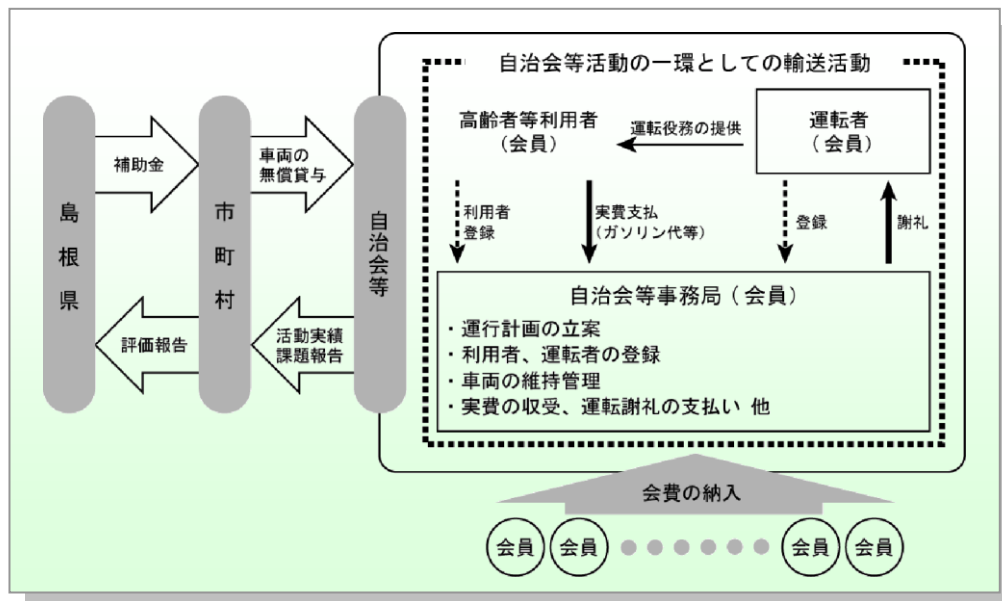 自治会等活動の一環としての輸送活動
島根県
補助金
評価報告
市町村
車両の
無償貸与
活動実績
課題報告
自治会等
高齢者等利用者
(会員)
運転役務の提供
運転者
(会員)
利用者
登録
実費支払
(ガソリン代等)
登録
謝礼
自治会等事務局(会員)
・運行計画の立案
・利用者、運転者の登録
・車両の維持管理
・実費の収受、運転謝礼の支払い 他
会費の納入
会員
会員
会員
会員